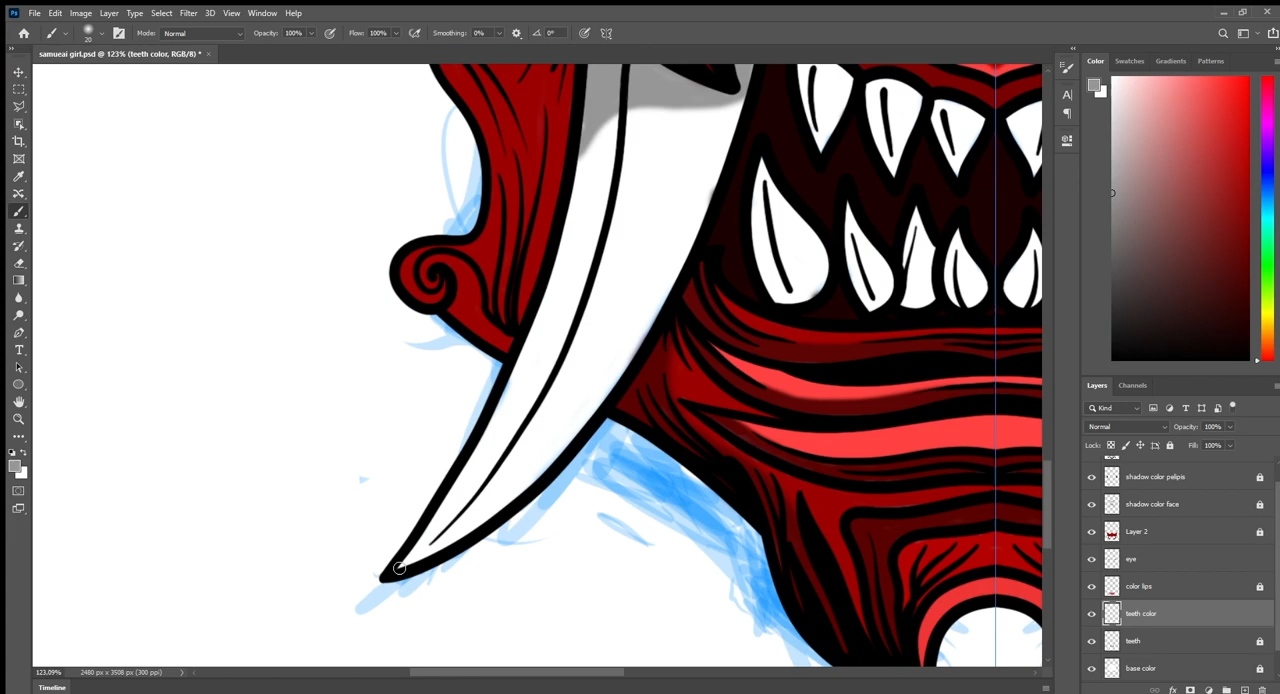 Ps File Edit Image Layer Type Select Filter 3D View Window Help
20 Mode: Normal Opacity: 100% Flow: 100% Smoothing: 0% 0°
samueai girl.psd @ 123% (teeth color, RGB/8) *
Color Swatches Gradients Patterns
Layers Channels
Kind
Normal Opacity: 100%
Lock: Fill: 100%
shadow color pelipis
shadow color face
Layer 2
eye
color lips
teeth color
teeth
base color
fx
123,09% 2480 px x 3508 px (300 ppi)
Timeline